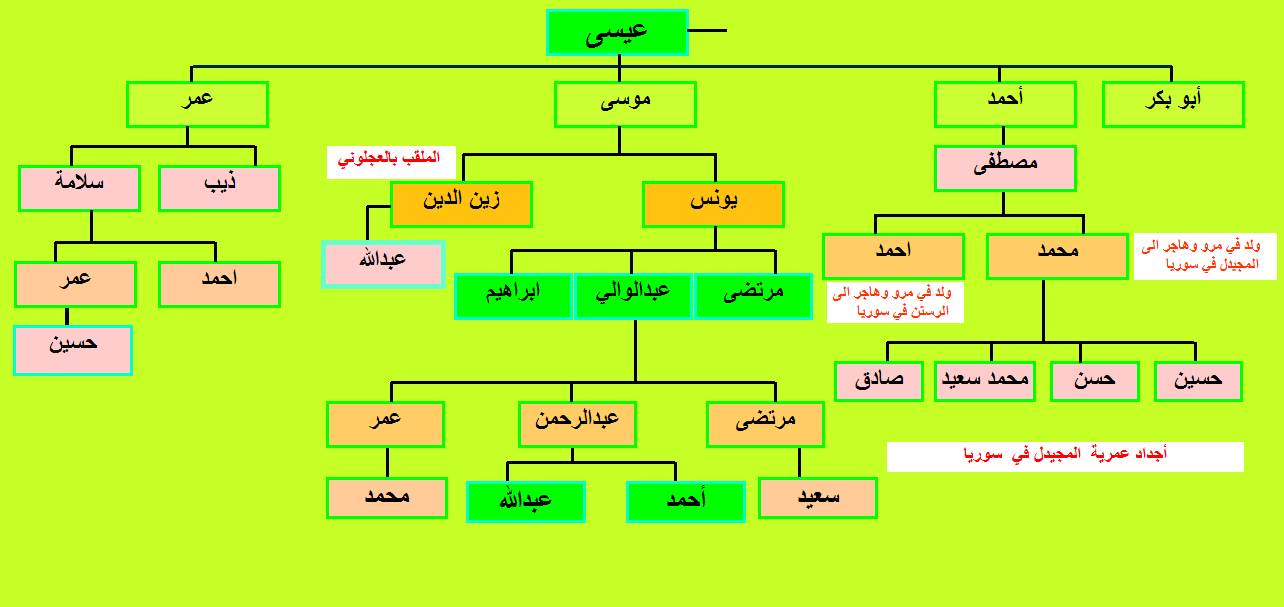 عيسى
أبو بكر
أحمد
موسى
عمر
مصطفى
الملقب بالعجلوني
ذيب
سلامة
يونس
زين الدين
محمد
احمد
ولد في مرو وهاجر الى
المجيدل في سوريا
عبدالله
احمد
عمر
مرتضى
عبدالوالي
ابراهيم
ولد في مرو وهاجر الى
الرستن في سوريا
حسين
حسين
حسن
محمد سعيد
صادق
مرتضى
عبدالرحمن
عمر
أجداد عمرية المجيدل في سوريا
سعيد
أحمد
عبدالله
محمد